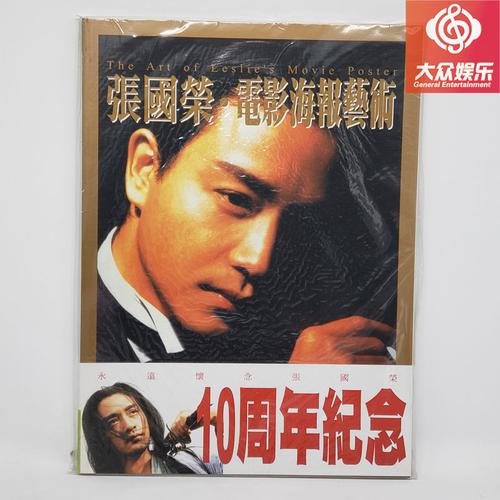 The Art of Leslie's Movie Poster
張國榮・電影海報藝術
大众娱乐
General Entertainment
永遠懷念張國榮
10周年紀念